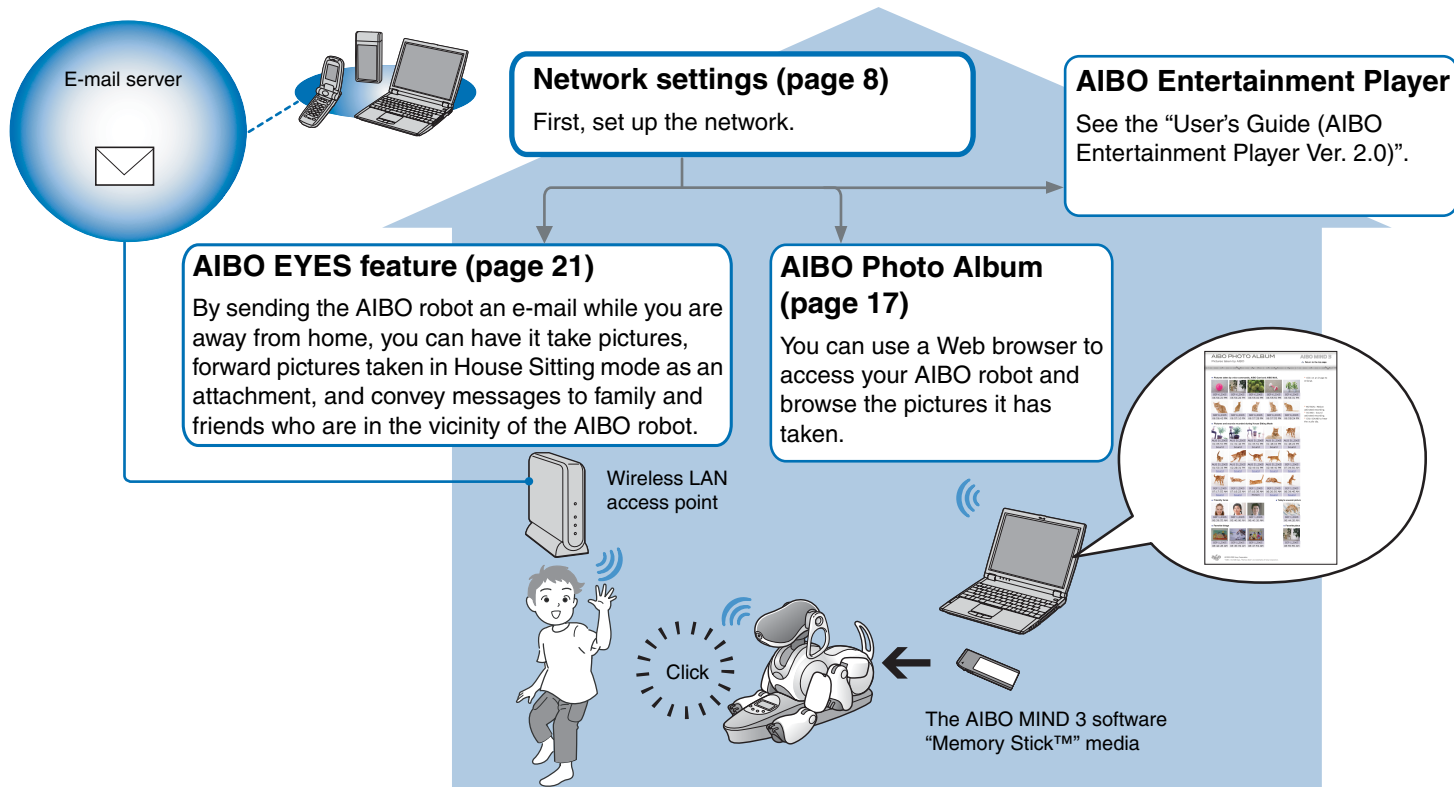 E-mail server
Network settings (page 8)
First, set up the network.
AIBO Entertainment Player
See the “User’s Guide (AIBO
Entertainment Player Ver. 2.0)”.
AIBO EYES feature (page 21)
By sending the AIBO robot an e-mail while you are
away from home, you can have it take pictures,
forward pictures taken in House Sitting mode as an
attachment, and convey messages to family and
friends who are in the vicinity of the AIBO robot.
AIBO Photo Album
(page 17)
You can use a Web browser to
access your AIBO robot and
browse the pictures it has
taken.
Wireless LAN
access point
AIBO PHOTO ALBUM
AIBO MIND 3
Click
The AIBO MIND 3 software
“Memory Stick™” media